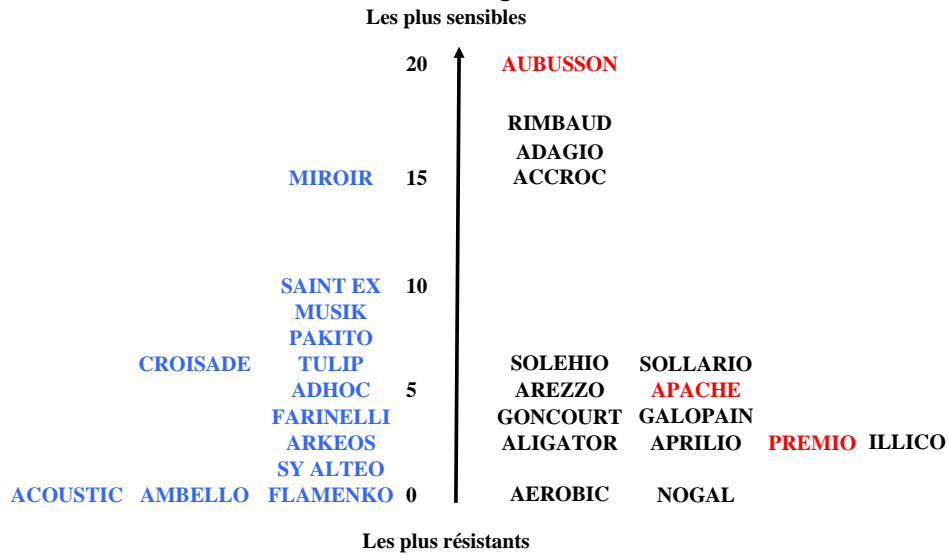 Les plus sensibles
20 AUBUSSON
RIMBAUD
ADAGIO
MIROIR 15 ACCROC
SAINT EX 10
MUSIK
PAKITO
CROISADE TULIP SOLEHIO SOLLARIO
ADHOC 5 AREZZO APACHE
FARINELLI GONCOURT GALOPAIN
ARKEOS ALIGATOR APRILIO PREMIO ILLICO
SY ALTEO
ACOUSTIC AMBELLO FLAMENKO 0 AEROBIC NOGAL
Les plus résistants